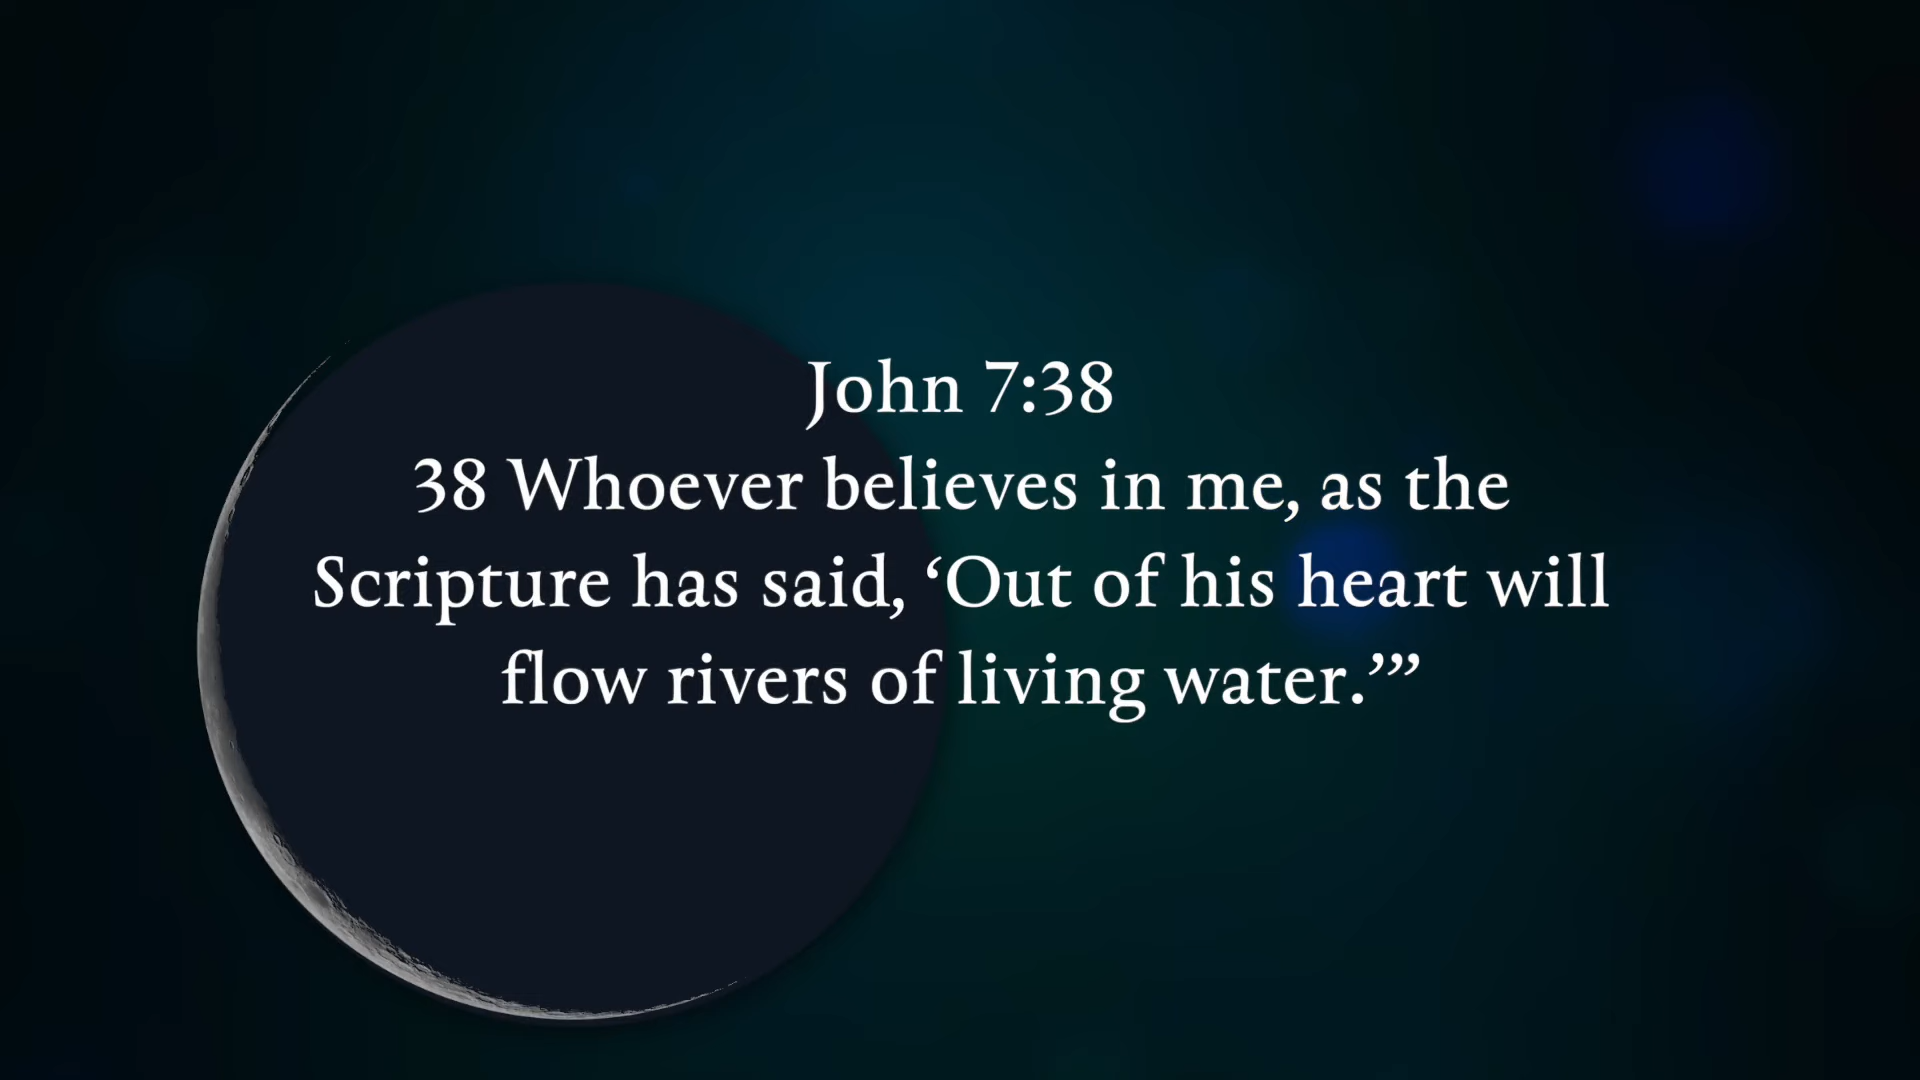 John 7:38
38 Whoever believes in me, as the
Scripture has said, ‘Out of his heart will
flow rivers of living water.’”